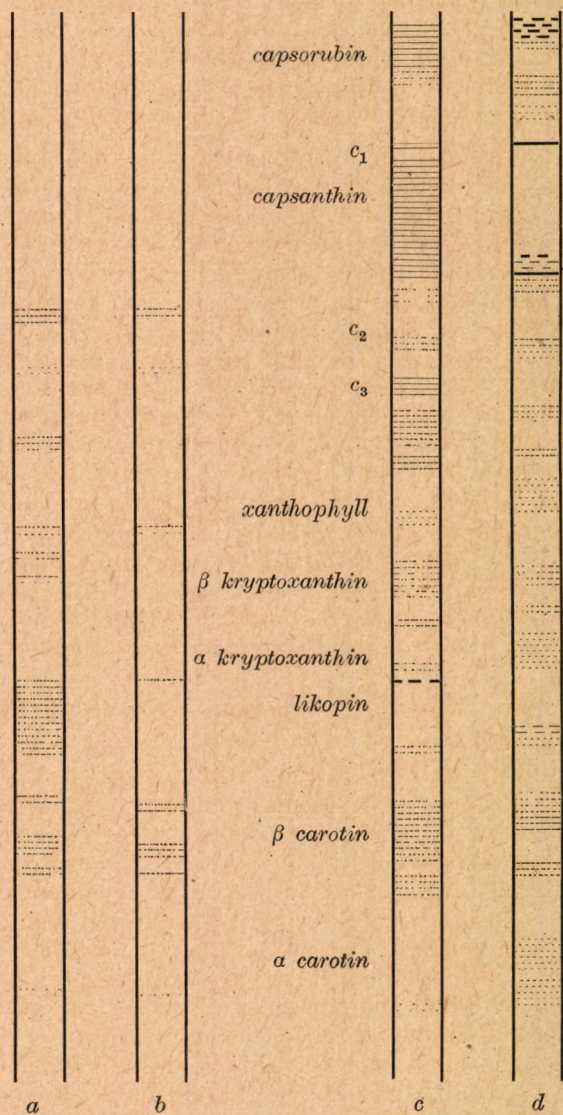 capsorubin
c₁
capsanthin
c₂
c₃
xanthophyll
β kryptoxanthin
α kryptoxanthin
likopin
β carotin
α carotin
a b c d